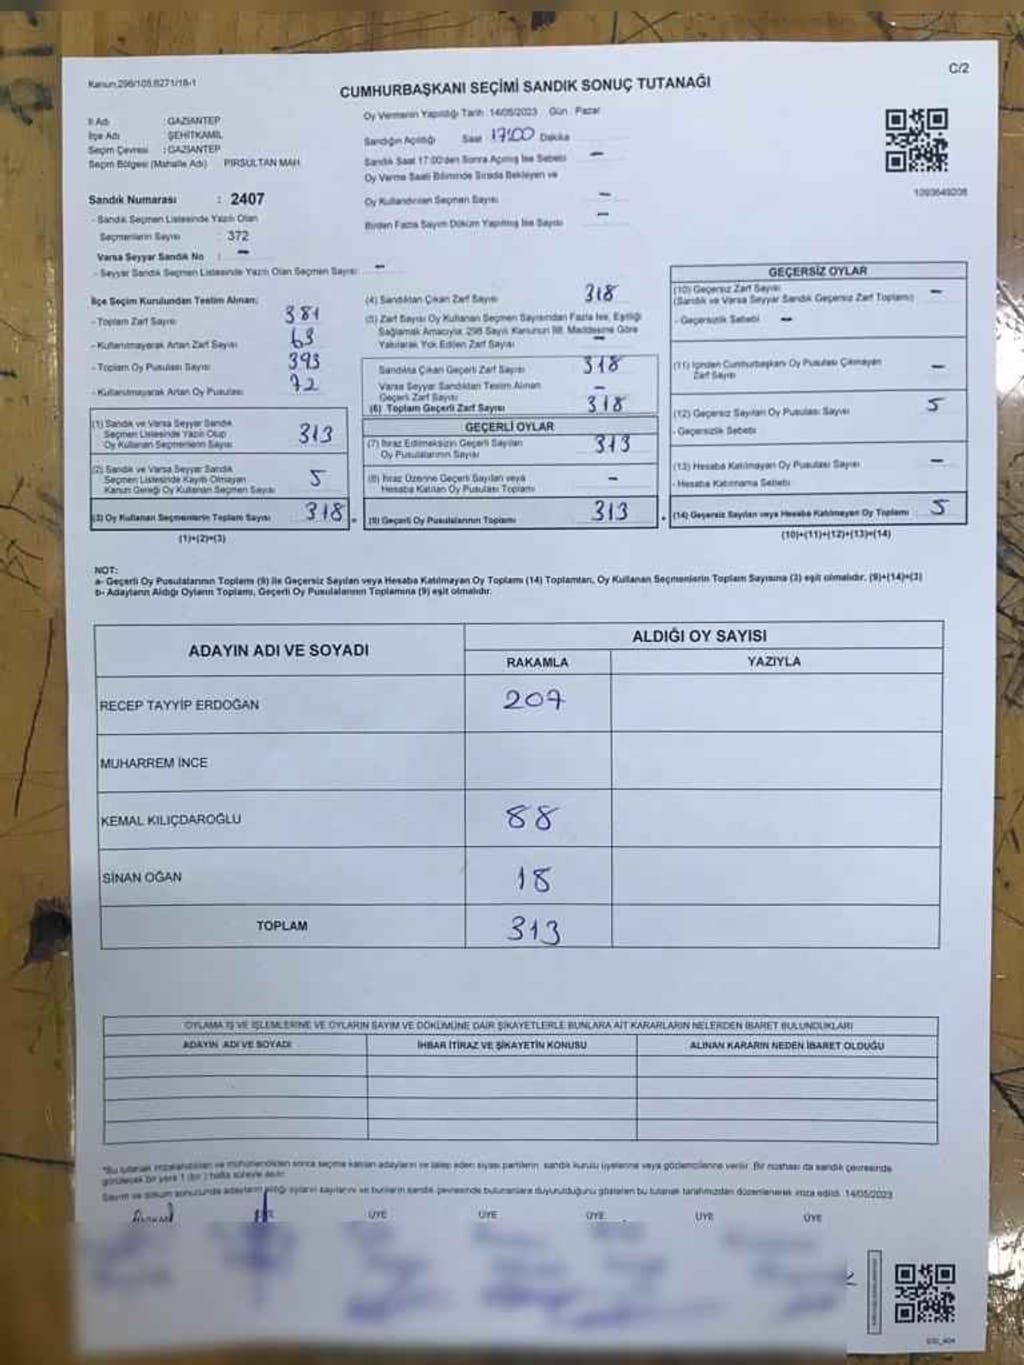 Kanun.298/108,6271/18-1
C/2
CUMHURBAŞKANI SEÇİMİ SANDIK SONUÇ TUTANAĞI
İl Adı : GAZİANTEP
İlçe Adı : ŞEHİTKAMİL
Seçim Çevresi : GAZİANTEP
Seçim Bölgesi (Mahalle Adı) PIRSULTAN MAH.
Sandık Numarası : 2407
- Sandık Seçmen Listesinde Yazılı Olan
Seçmenlerin Sayısı : 372
Varsa Seyyar Sandık No : -
- Seyyar Sandık Seçmen Listesinde Yazılı Olan Seçmen Sayısı -
Oy Vermenin Yapıldığı Tarih : 14/05/2023 Gün : Pazar
Sandığın Açıldığı Saat 17:00 Dakika
Sandık Saat 17:00'den Sonra Açılmış İse Sebebi -
Oy Verme Saati Bitiminde Sırada Bekleyen ve
Oy Kullandırılan Seçmen Sayısı -
Birden Fazla Sayım Döküm Yapılmış İse Sayısı -
1093649208
İlçe Seçim Kurulundan Teslim Alınan:
- Toplam Zarf Sayısı 381
- Kullanılmayarak Artan Zarf Sayısı 63
- Toplam Oy Pusulası Sayısı 393
- Kullanılmayarak Artan Oy Pusulası 72
(1) Sandık ve Varsa Seyyar Sandık
Seçmen Listesinde Yazılı Olup
Oy Kullanan Seçmenlerin Sayısı 313
(2) Sandık ve Varsa Seyyar Sandık
Seçmen Listesinde Kayıtlı Olmayan
Kanun Gereği Oy Kullanan Seçmen Sayısı 5
(3) Oy Kullanan Seçmenlerin Toplam Sayısı 318
(1)+(2)=(3)
(4) Sandıktan Çıkan Zarf Sayısı 318
(5) Zarf Sayısı Oy Kullanan Seçmen Sayısından Fazla İse, Eşitliği
Sağlamak Amacıyla, 298 Sayılı Kanunun 98. Maddesine Göre
Yakılarak Yok Edilen Zarf Sayısı -
Sandıkta Çıkan Geçerli Zarf Sayısı 318
Varsa Seyyar Sandıktan Teslim Alınan
Geçerli Zarf Sayısı -
(6) Toplam Geçerli Zarf Sayısı 318
GEÇERLİ OYLAR
(7) İtiraz Edilmeksizin Geçerli Sayılan
Oy Pusulalarının Sayısı 313
(8) İtiraz Üzerine Geçerli Sayılan veya
Hesaba Katılan Oy Pusulası Toplamı -
(9) Geçerli Oy Pusulalarının Toplamı 313
GEÇERSİZ OYLAR
(10) Geçersiz Zarf Sayısı
(Sandık ve Varsa Seyyar Sandık Geçersiz Zarf Toplamı) -
- Geçersizlik Sebebi -
(11) İçinden Cumhurbaşkanı Oy Pusulası Çıkmayan
Zarf Sayısı -
(12) Geçersiz Sayılan Oy Pusulası Sayısı 5
- Geçersizlik Sebebi
(13) Hesaba Katılmayan Oy Pusulası Sayısı -
- Hesaba Katılmama Sebebi
(14) Geçersiz Sayılan veya Hesaba Katılmayan Oy Toplamı : 5
(10)+(11)+(12)+(13)=(14)
NOT:
a- Geçerli Oy Pusulalarının Toplamı (9) ile Geçersiz Sayılan veya Hesaba Katılmayan Oy Toplamı (14) Toplamları, Oy Kullanan Seçmenlerin Toplam Sayısına (3) eşit olmalıdır. (9)+(14)=(3)
b- Adayların Aldığı Oyların Toplamı, Geçerli Oy Pusulalarının Toplamına (9) eşit olmalıdır.
ADAYIN ADI VE SOYADI
ALDIĞI OY SAYISI
RAKAMLA YAZIYLA
RECEP TAYYİP ERDOĞAN 207
MUHARREM İNCE
KEMAL KILIÇDAROĞLU 88
SİNAN OĞAN 18
TOPLAM 313
OYLAMA İŞ VE İŞLEMLERİNE VE OYLARIN SAYIM VE DÖKÜMÜNE DAİR ŞİKAYETLERLE BUNLARA AİT KARARLARIN NELERDEN İBARET BULUNDUKLARI
ADAYIN ADI VE SOYADI İHBAR İTİRAZ VE ŞİKAYETİN KONUSU ALINAN KARARIN NEDEN İBARET OLDUĞU
"Bu tutanak imzalandıktan ve mühürlendikten sonra seçime katılan adayların ve talep eden siyasi partilerin, sandık kurulu üyelerine veya gözlemcilerine verilir. Bir nüshası da sandık çevresinde
görülecek bir yere 1 (bir) hafta süreyle asılır.
Sayım ve döküm sonucunda adayların aldığı oyların sayılarını ve bunların sandık çevresinde bulunanlara duyurulduğunu gösteren bu tutanak tarafımızdan düzenlenerek imza edildi. 14/05/2023
ÜYE ÜYE ÜYE ÜYE ÜYE